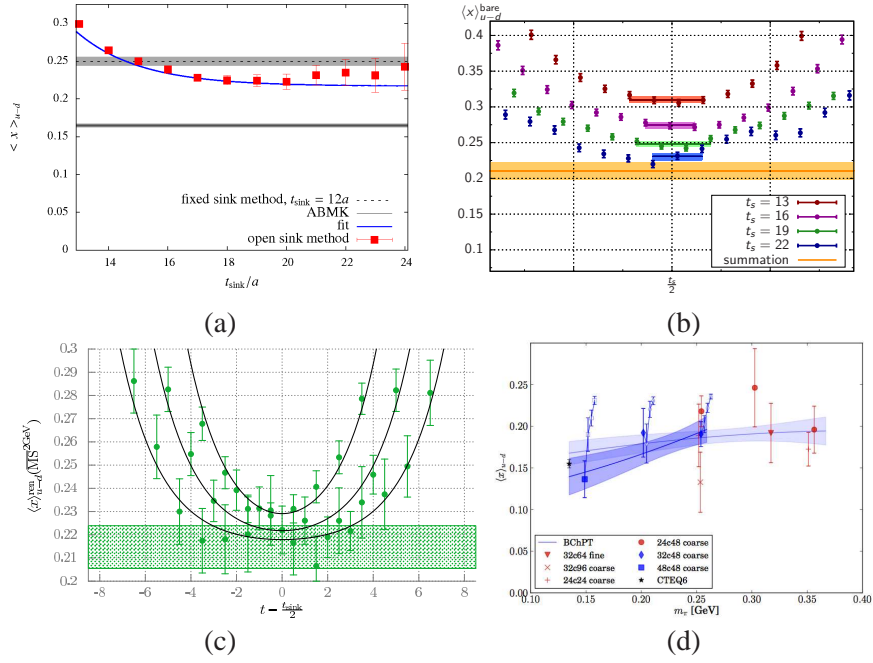 0.3
0.25
0.2
0.15
0.1
0.05
0
< x >u−d
fixed sink method, tsink = 12a
ABMK
fit
open sink method
14 16 18 20 22 24
tsink/a
(a)
⟨x⟩bare u−d
0.4
0.35
0.3
0.25
0.2
0.15
0.1
ts = 13
ts = 16
ts = 19
ts = 22
summation
ts/2
(b)
0.3
0.29
0.28
0.27
0.26
0.25
0.24
0.23
0.22
0.21
0.2
⟨x⟩ren u−d(MS 2GeV)
-8 -6 -4 -2 0 2 4 6 8
t − tsink/2
(c)
0.20
0.15
0.10
0.05
0.00
⟨x⟩u−d
BChPT
32c64 fine
32c96 coarse
24c24 coarse
24c48 coarse
32c48 coarse
48c48 coarse
CTEQ6
0.10 0.15 0.20 0.25 0.30 0.35 0.40
mπ [GeV]
(d)